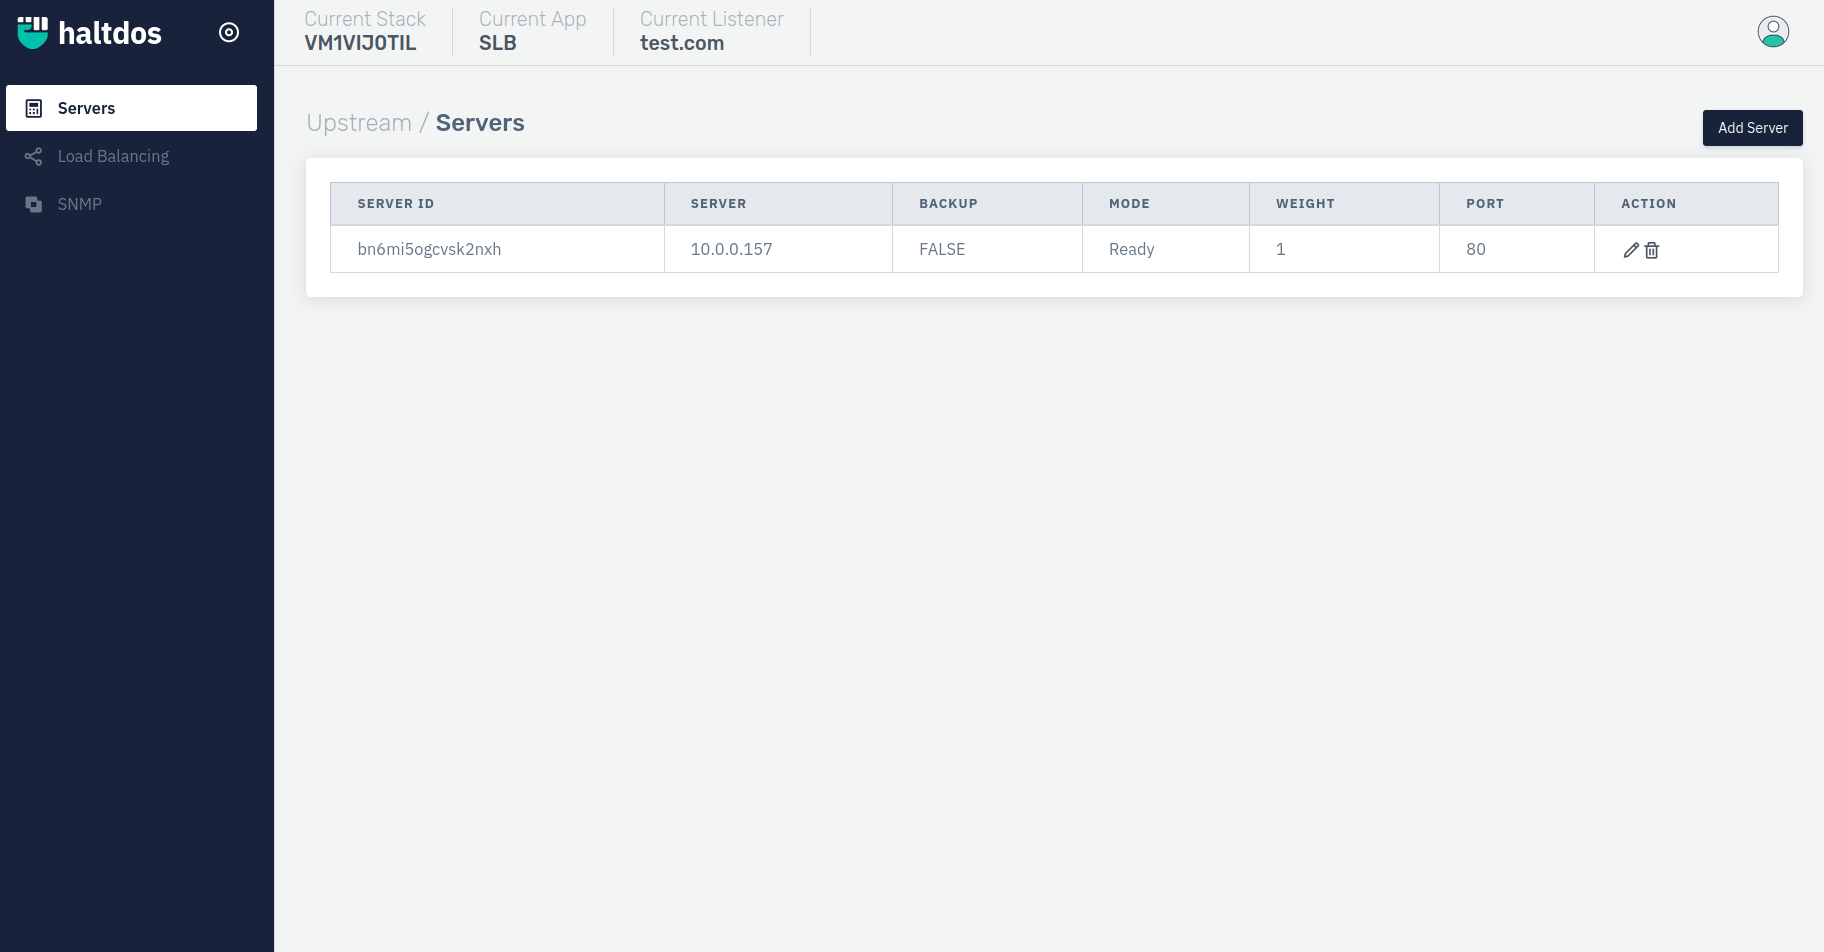 haltdos
Current Stack
VM1VIJ0TIL
Current App
SLB
Current Listener
test.com
Servers
Load Balancing
SNMP
Upstream / Servers
Add Server
SERVER ID SERVER BACKUP MODE WEIGHT PORT ACTION
bn6mi5ogcvsk2nxh 10.0.0.157 FALSE Ready 1 80